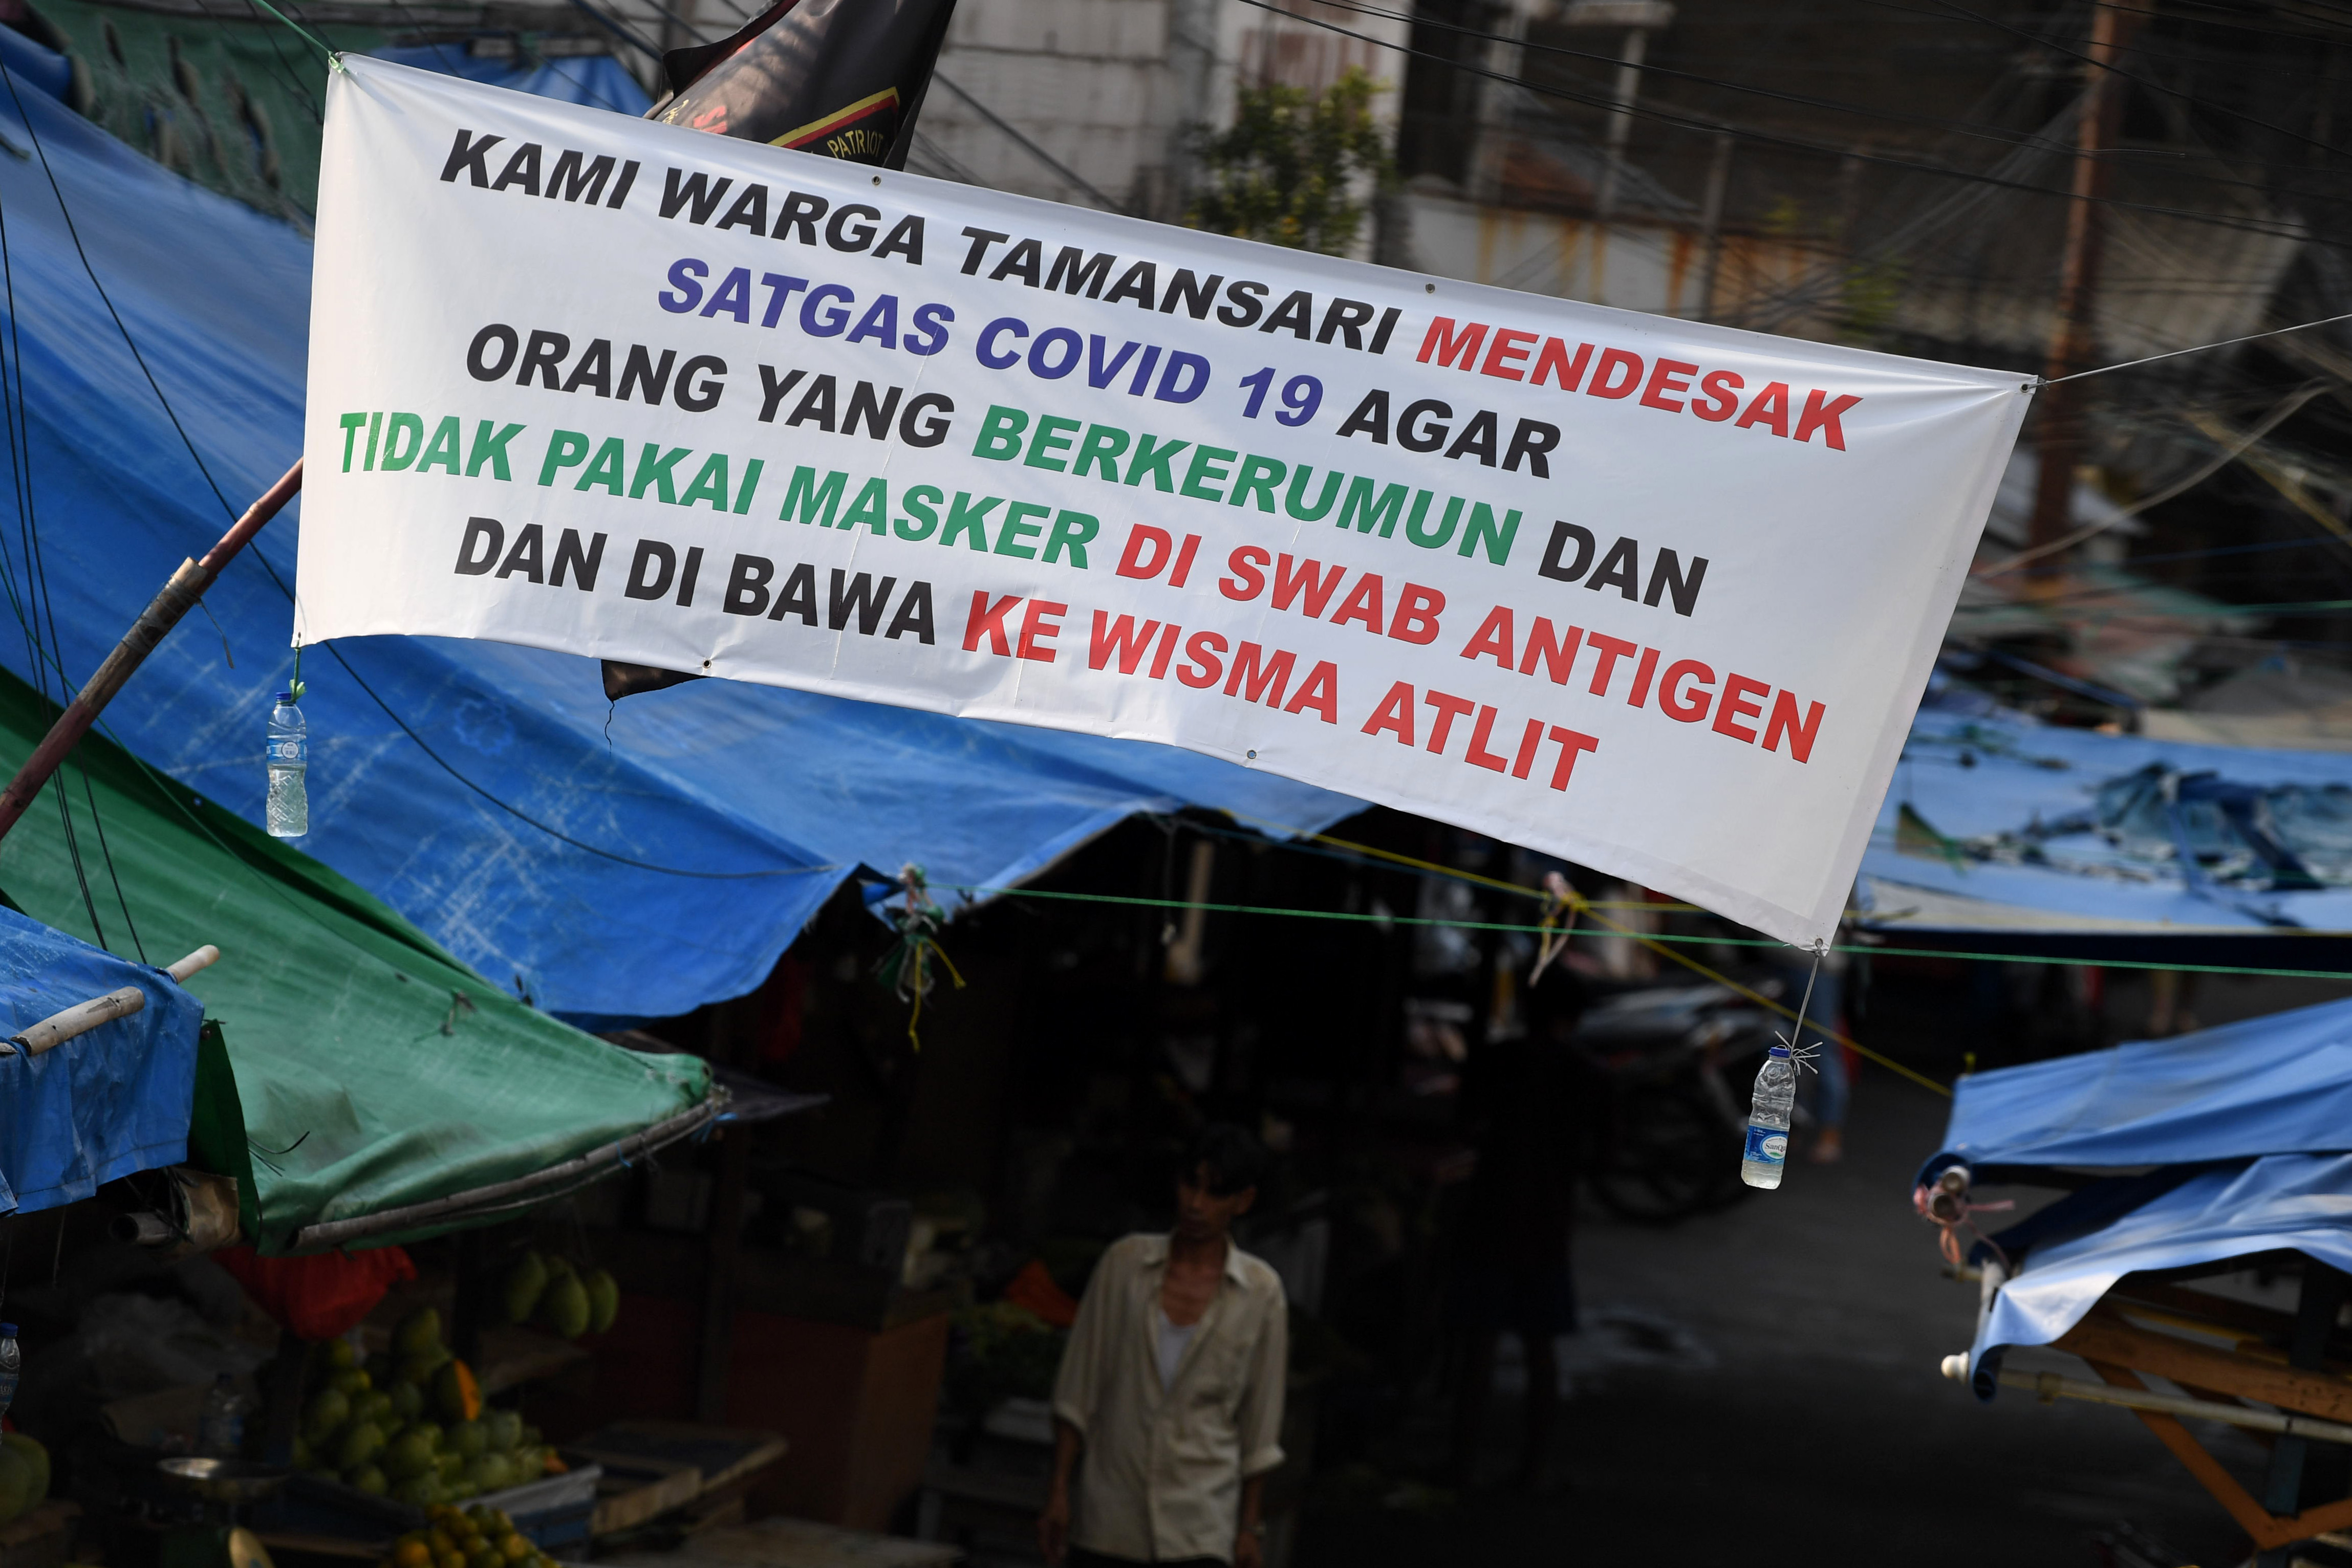 PATRIOT
KAMI WARGA TAMANSARI MENDESAK
SATGAS COVID 19 AGAR
ORANG YANG BERKERUMUN DAN
TIDAK PAKAI MASKER DI SWAB ANTIGEN
DAN DI BAWA KE WISMA ATLIT